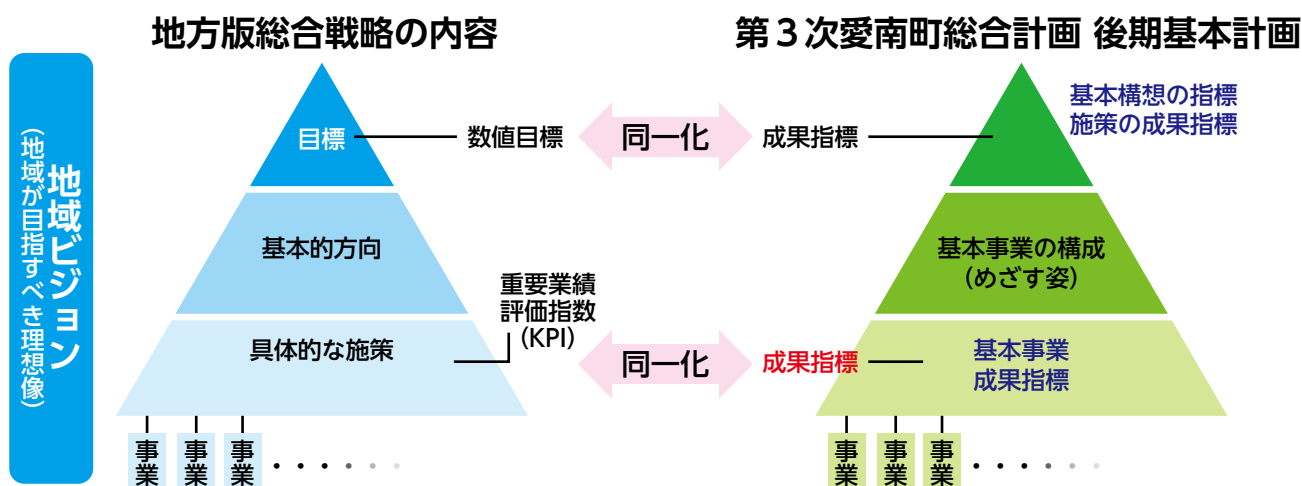 地方版総合戦略の内容
第３次愛南町総合計画 後期基本計画
地域ビジョン
（地域が目指すべき理想像）
目標
数値目標
同一化
成果指標
基本構想の指標
施策の成果指標
基本的方向
基本事業の構成
（めざす姿）
具体的な施策
重要業績
評価指数
（KPI）
同一化
成果指標
基本事業
成果指標
事業
事業
事業
・・・・・・
事業
事業
事業
・・・・・・